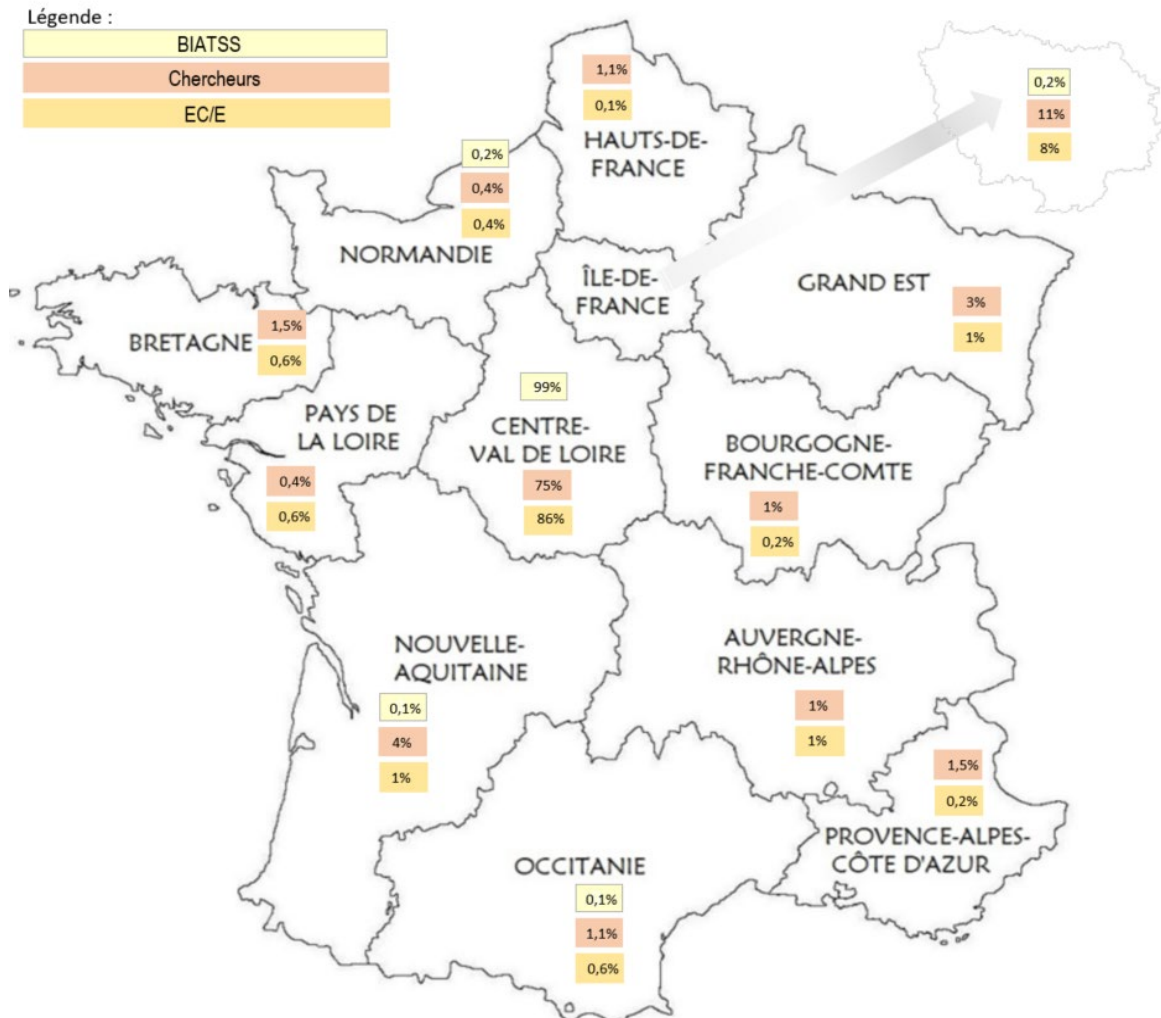 Légende :
BIATSS
Chercheurs
EC/E
0,2%
11%
8%
1,1%
0,1%
HAUTS-DE-
FRANCE
0,2%
0,4%
0,4%
NORMANDIE
ÎLE-DE-
FRANCE
GRAND EST
3%
1%
BRETAGNE
1,5%
0,6%
PAYS DE
LA LOIRE
0,4%
0,6%
99%
CENTRE-
VAL DE LOIRE
75%
86%
BOURGOGNE-
FRANCHE-COMTE
1%
0,2%
NOUVELLE-
AQUITAINE
0,1%
4%
1%
AUVERGNE-
RHÔNE-ALPES
1%
1%
1,5%
0,2%
PROVENCE-ALPES-
CÔTE D'AZUR
OCCITANIE
0,1%
1,1%
0,6%